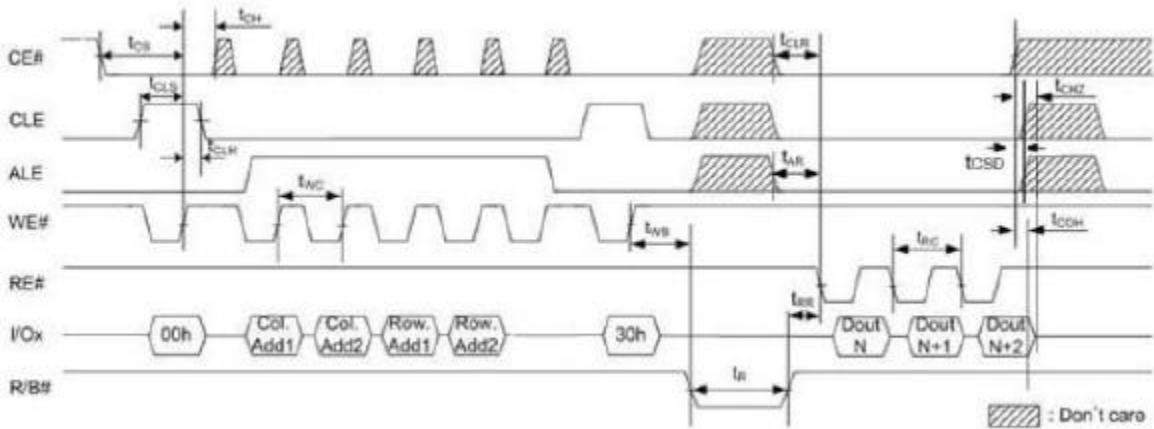 tCH
tCS
CE#
tCLR
tCLS
tCHZ
CLE
tCLH
ALE
tAR
tCSD
tWC
WE#
tWB
tCOH
tRC
RE#
tRR
I/Ox
00h
Col. Add1
Col. Add2
Row. Add1
Row. Add2
30h
Dout N
Dout N+1
Dout N+2
R/B#
tR
: Don't care